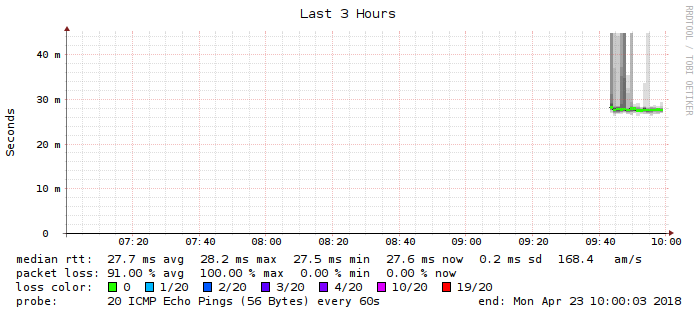 Last 3 Hours
RRDTOOL / TOBI OETIKER
Seconds
40 m
30 m
20 m
10 m
0
07:20 07:40 08:00 08:20 08:40 09:00 09:20 09:40 10:00
median rtt: 27.7 ms avg 28.2 ms max 27.5 ms min 27.6 ms now 0.2 ms sd 168.4 am/s
packet loss: 91.00 % avg 100.00 % max 0.00 % min 0.00 % now
loss color: 0 1/20 2/20 3/20 4/20 10/20 19/20
probe: 20 ICMP Echo Pings (56 Bytes) every 60s end: Mon Apr 23 10:00:03 2018